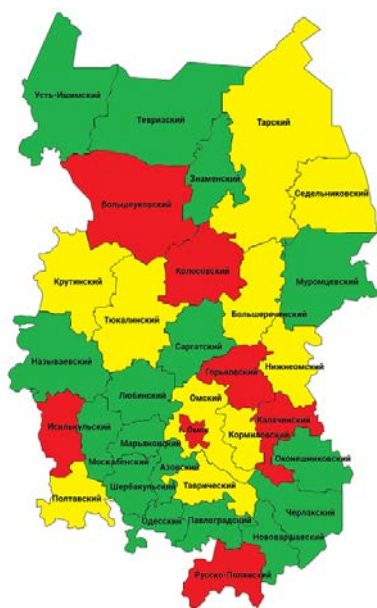 Усть-Ишимский
Тевризский
Тарский
Знаменский
Седельниковский
Большеуковский
Колосовский
Муромцевский
Крутинский
Тюкалинский
Большереченский
Саргатский
Называевский
Горьковский
Нижнеомский
Любинский
Омский
Исилькульский
Калачинский
г. Омск
Кормиловский
Марьяновский
Оконешниковский
Москаленский
Азовский
Шербакульский
Таврический
Полтавский
Черлакский
Одесский
Павлоградский
Нововаршавский
Русско-Полянский